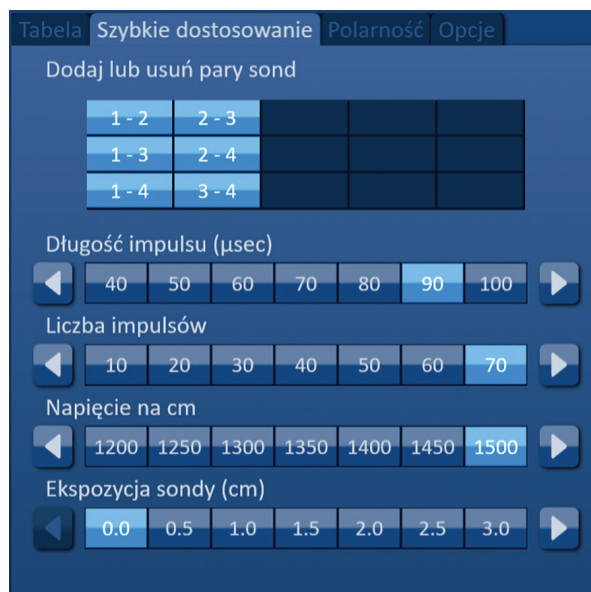 Tabela Szybkie dostosowanie Polarność Opcje
Dodaj lub usuń pary sond
1 - 2 2 - 3
1 - 3 2 - 4
1 - 4 3 - 4
Długość impulsu (µsec)
40 50 60 70 80 90 100
Liczba impulsów
10 20 30 40 50 60 70
Napięcie na cm
1200 1250 1300 1350 1400 1450 1500
Ekspozycja sondy (cm)
0.0 0.5 1.0 1.5 2.0 2.5 3.0